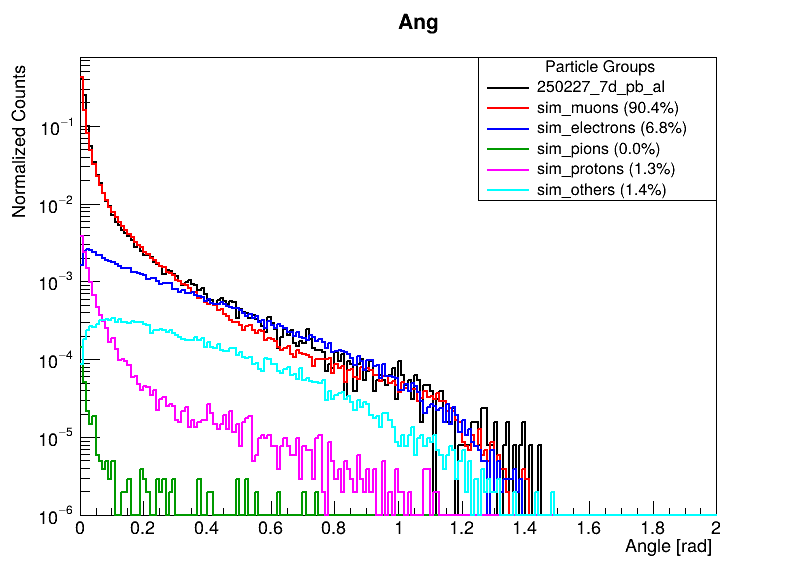 Ang
Normalized Counts
Particle Groups
250227_7d_pb_al
sim_muons (90.4%)
sim_electrons (6.8%)
sim_pions (0.0%)
sim_protons (1.3%)
sim_others (1.4%)
10−1
10−2
10−3
10−4
10−5
10−6
0 0.2 0.4 0.6 0.8 1 1.2 1.4 1.6 1.8 2
Angle [rad]